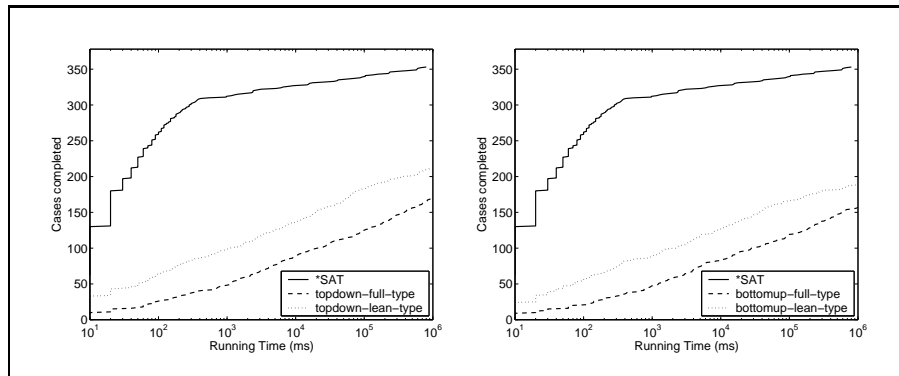 350
300
250
200
150
100
50
0
Cases completed
*SAT
topdown−full−type
topdown−lean−type
10^1 10^2 10^3 10^4 10^5 10^6
Running Time (ms)
350
300
250
200
150
100
50
0
Cases completed
*SAT
bottomup−full−type
bottomup−lean−type
10^1 10^2 10^3 10^4 10^5 10^6
Running Time (ms)